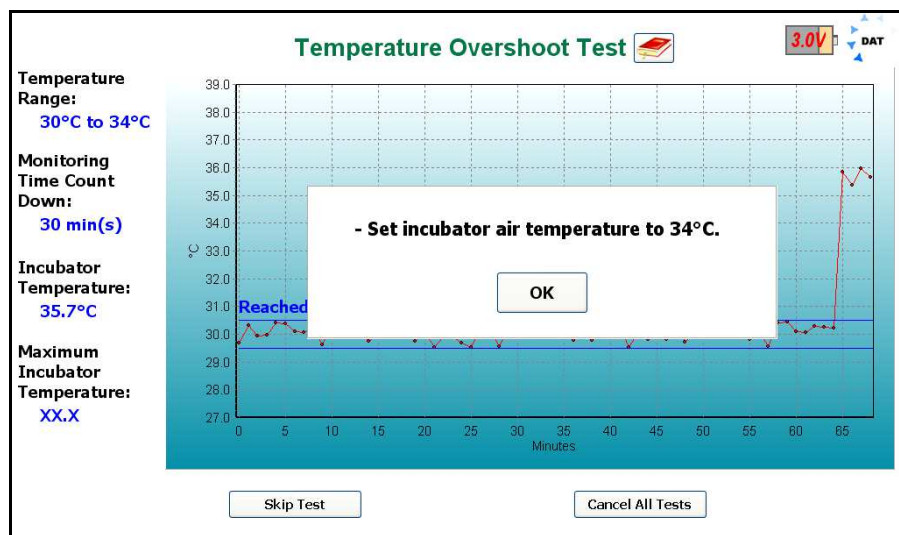 Temperature Overshoot Test
3.0V
DAT
Temperature
Range:
30°C to 34°C
Monitoring
Time Count
Down:
30 min(s)
Incubator
Temperature:
35.7°C
Maximum
Incubator
Temperature:
XX.X
39.0
38.0
37.0
36.0
35.0
34.0
33.0
32.0
31.0
30.0
29.0
28.0
27.0
°C
Reached
- Set incubator air temperature to 34°C.
OK
0 5 10 15 20 25 30 35 40 45 50 55 60 65
Minutes
Skip Test
Cancel All Tests